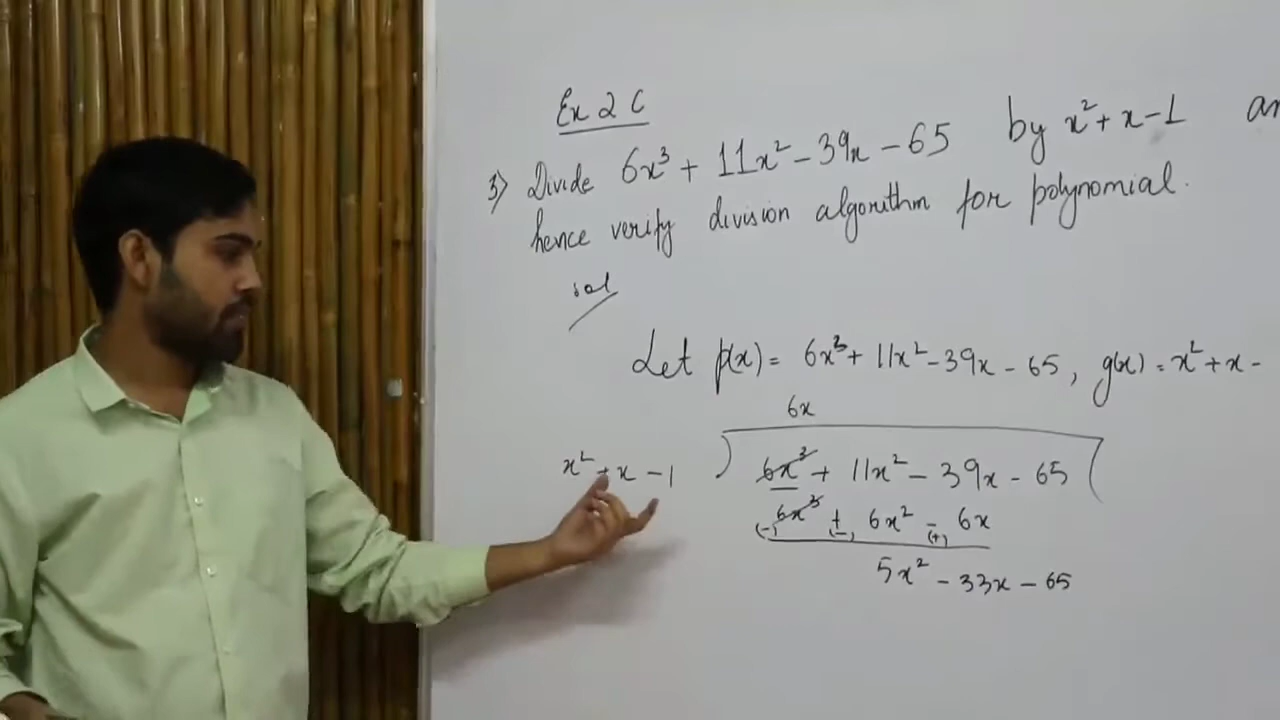 Ex 2 C
3) Divide 6x³ + 11x² - 39x - 65 by x² + x - 1 an
hence verify division algorithm for polynomial.
sol
Let p(x) = 6x³ + 11x² - 39x - 65, g(x) = x² + x -
6x
x² + x - 1 ) 6x³ + 11x² - 39x - 65 (
6x³ + 6x² - 6x
(-) (-) (+)
5x² - 33x - 65